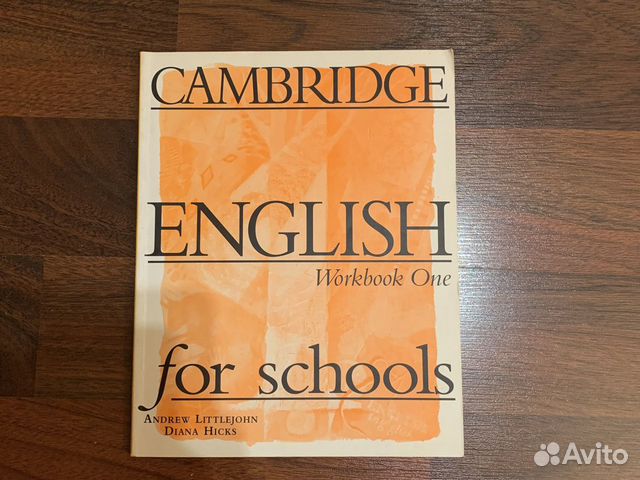 CAMBRIDGE
ENGLISH
Workbook One
for schools
ANDREW LITTLEJOHN
DIANA HICKS
Avito